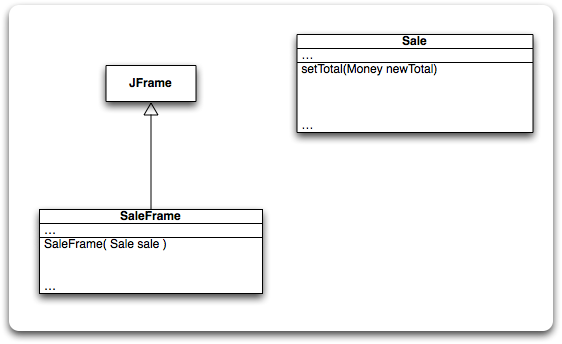 JFrame
SaleFrame
...
SaleFrame( Sale sale )
...
Sale
...
setTotal(Money newTotal)
...